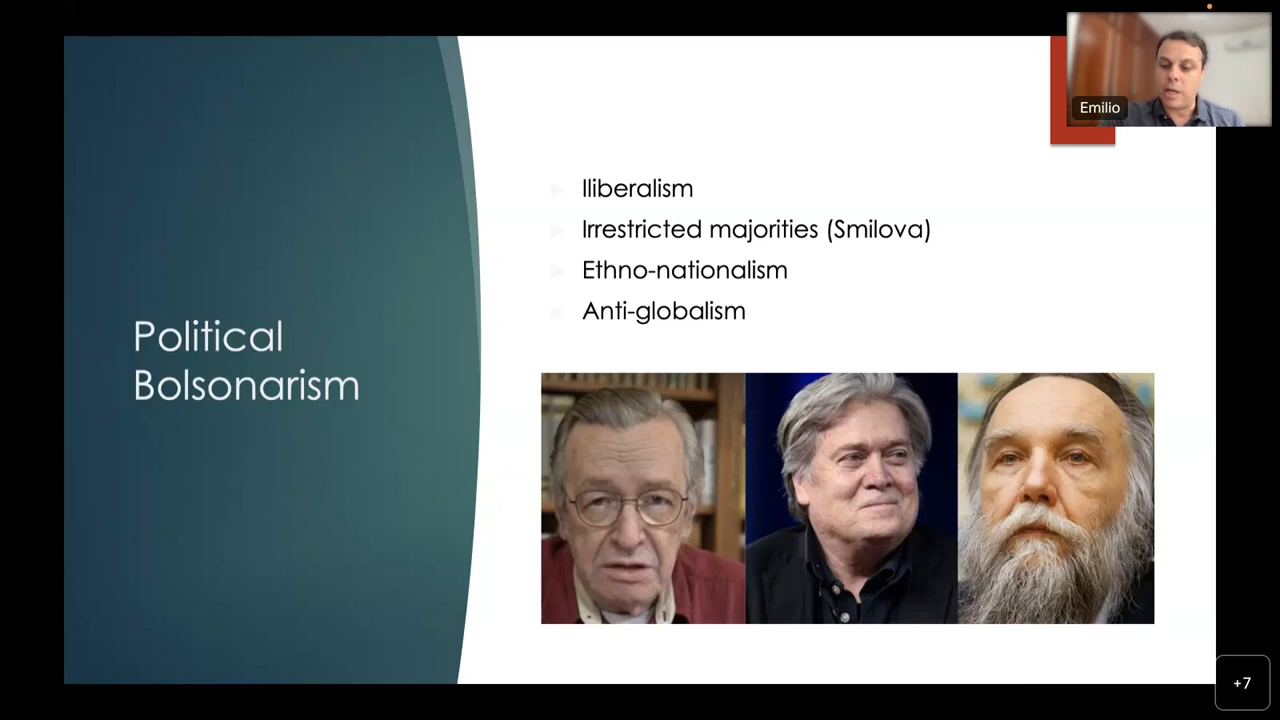 Emilio
Iliberalism
Irrestricted majorities (Smilova)
Ethno-nationalism
Anti-globalism
Political
Bolsonarism
+7